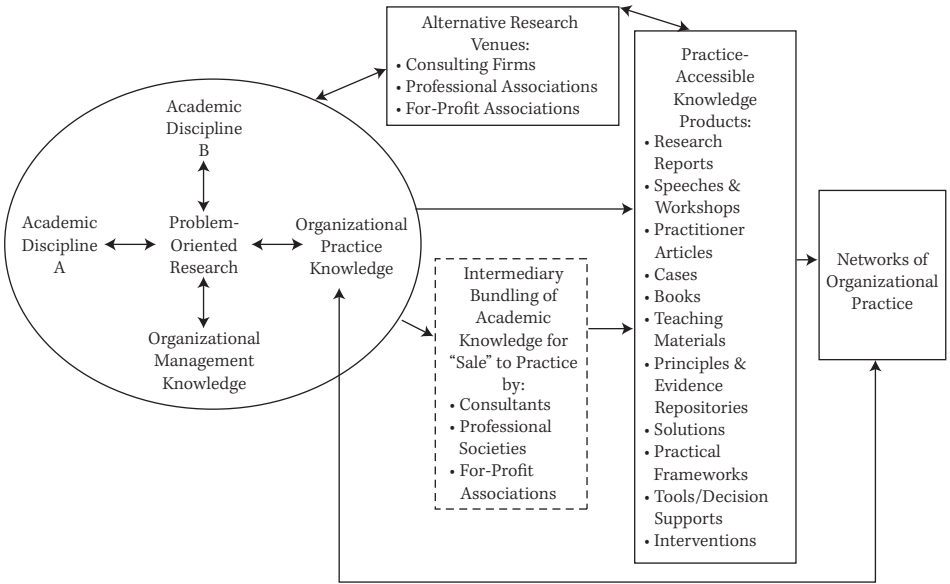 Alternative Research
Venues:
• Consulting Firms
• Professional Associations
• For-Profit Associations
Academic
Discipline
B
Academic
Discipline
A
Problem-
Oriented
Research
Organizational
Practice
Knowledge
Organizational
Management
Knowledge
Intermediary
Bundling of
Academic
Knowledge for
“Sale” to Practice
by:
• Consultants
• Professional
Societies
• For-Profit
Associations
Practice-
Accessible
Knowledge
Products:
• Research
Reports
• Speeches &
Workshops
• Practitioner
Articles
• Cases
• Books
• Teaching
Materials
• Principles &
Evidence
Repositories
• Solutions
• Practical
Frameworks
• Tools/Decision
Supports
• Interventions
Networks of
Organizational
Practice